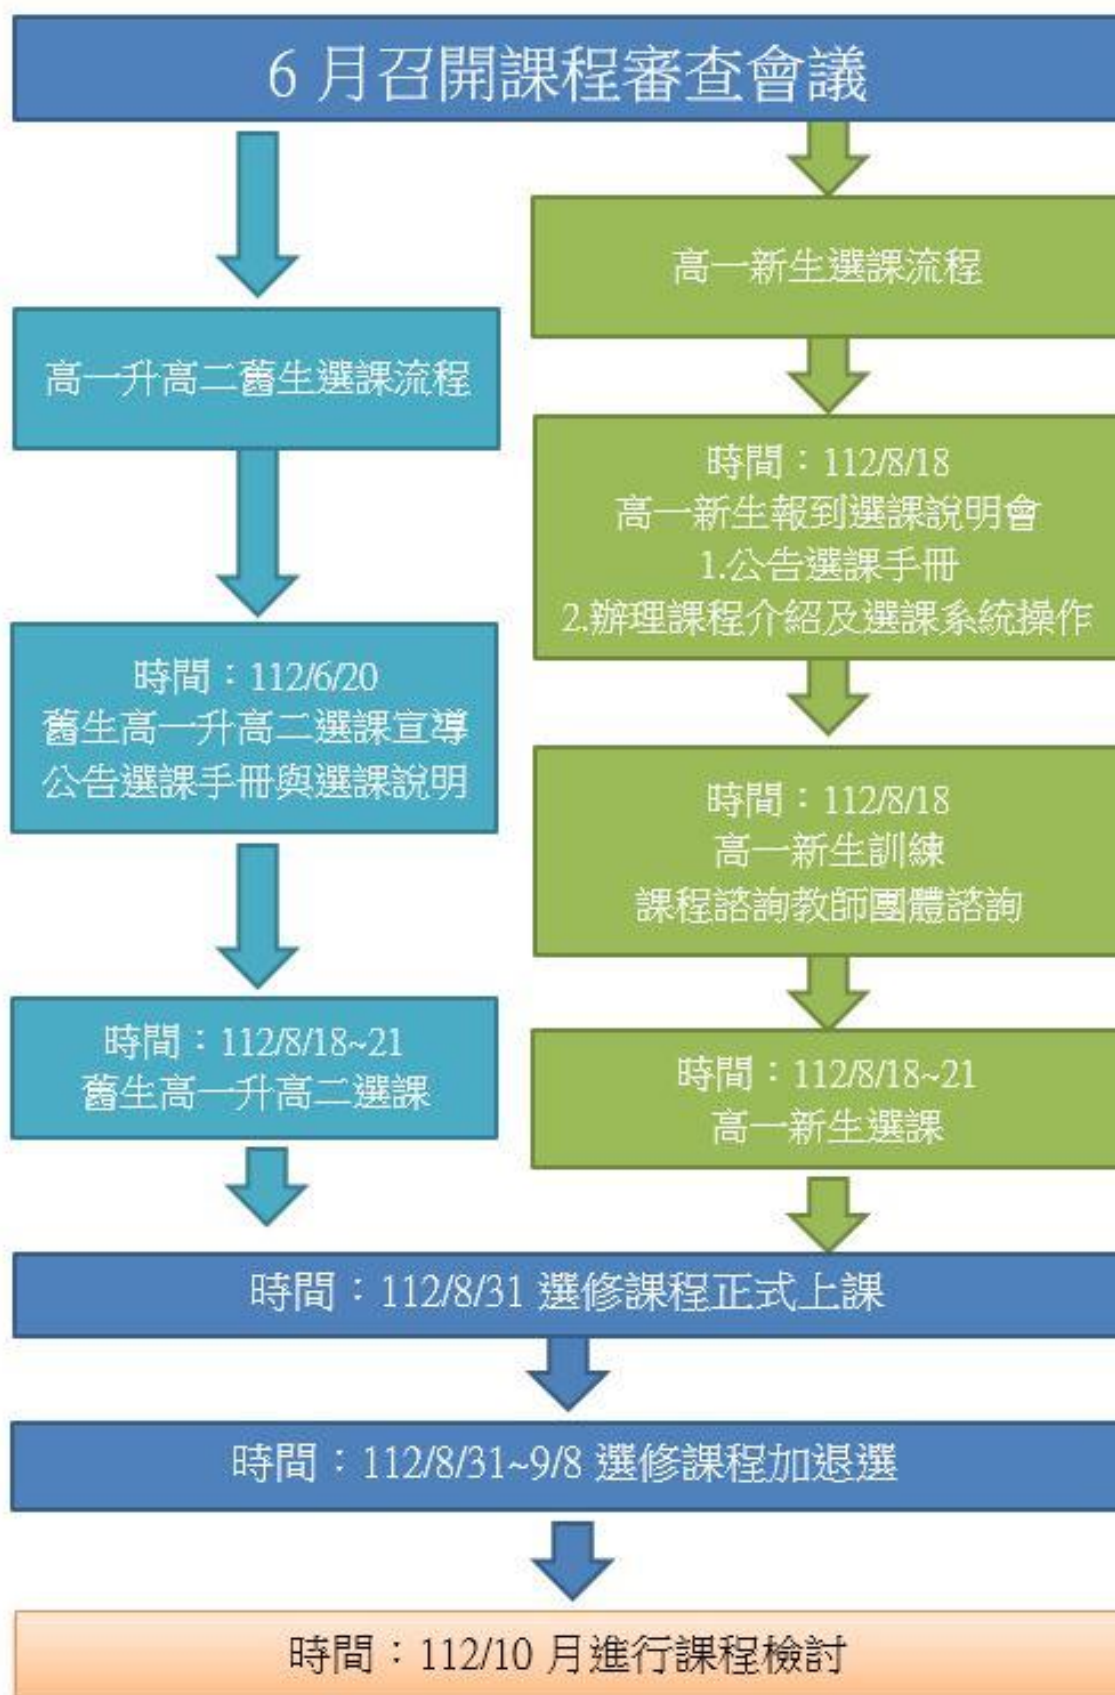 6 月召開課程審查會議
高一升高二舊生選課流程
時間：112/6/20
舊生高一升高二選課宣導
公告選課手冊與選課說明
時間：112/8/18~21
舊生高一升高二選課
高一新生選課流程
時間：112/8/18
高一新生報到選課說明會
1.公告選課手冊
2.辦理課程介紹及選課系統操作
時間：112/8/18
高一新生訓練
課程諮詢教師團體諮詢
時間：112/8/18~21
高一新生選課
時間：112/8/31 選修課程正式上課
時間：112/8/31~9/8 選修課程加退選
時間：112/10 月進行課程檢討